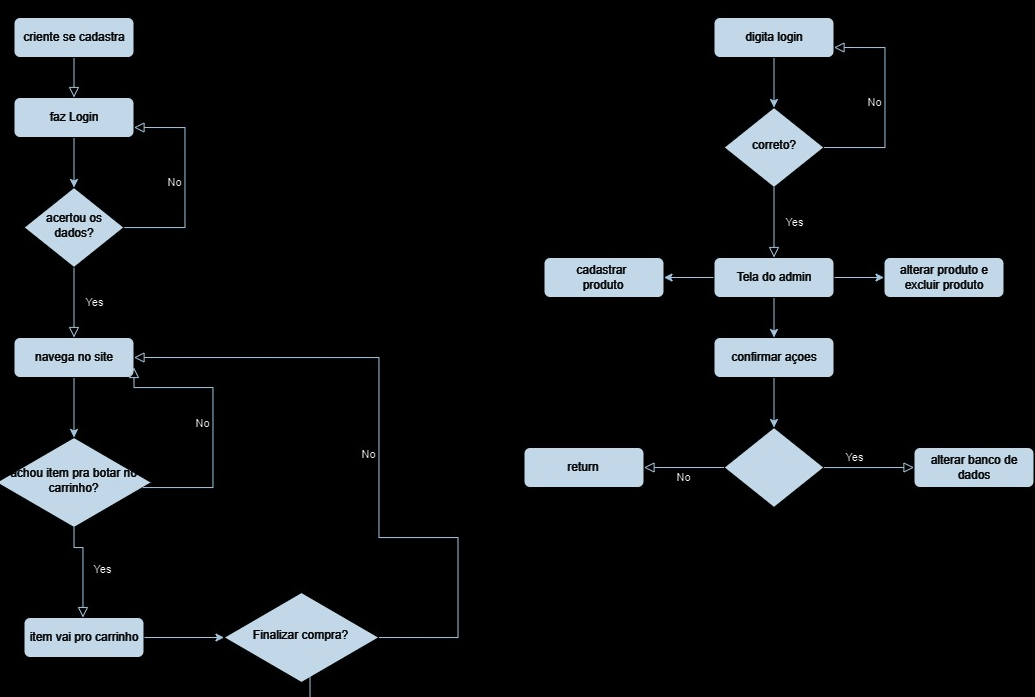 criente se cadastra
faz Login
No
acertou os
dados?
Yes
navega no site
No
No
achou item pra botar no
carrinho?
Yes
item vai pro carrinho
Finalizar compra?
digita login
No
correto?
Yes
cadastrar
produto
Tela do admin
alterar produto e
excluir produto
confirmar açoes
return
No
Yes
alterar banco de
dados